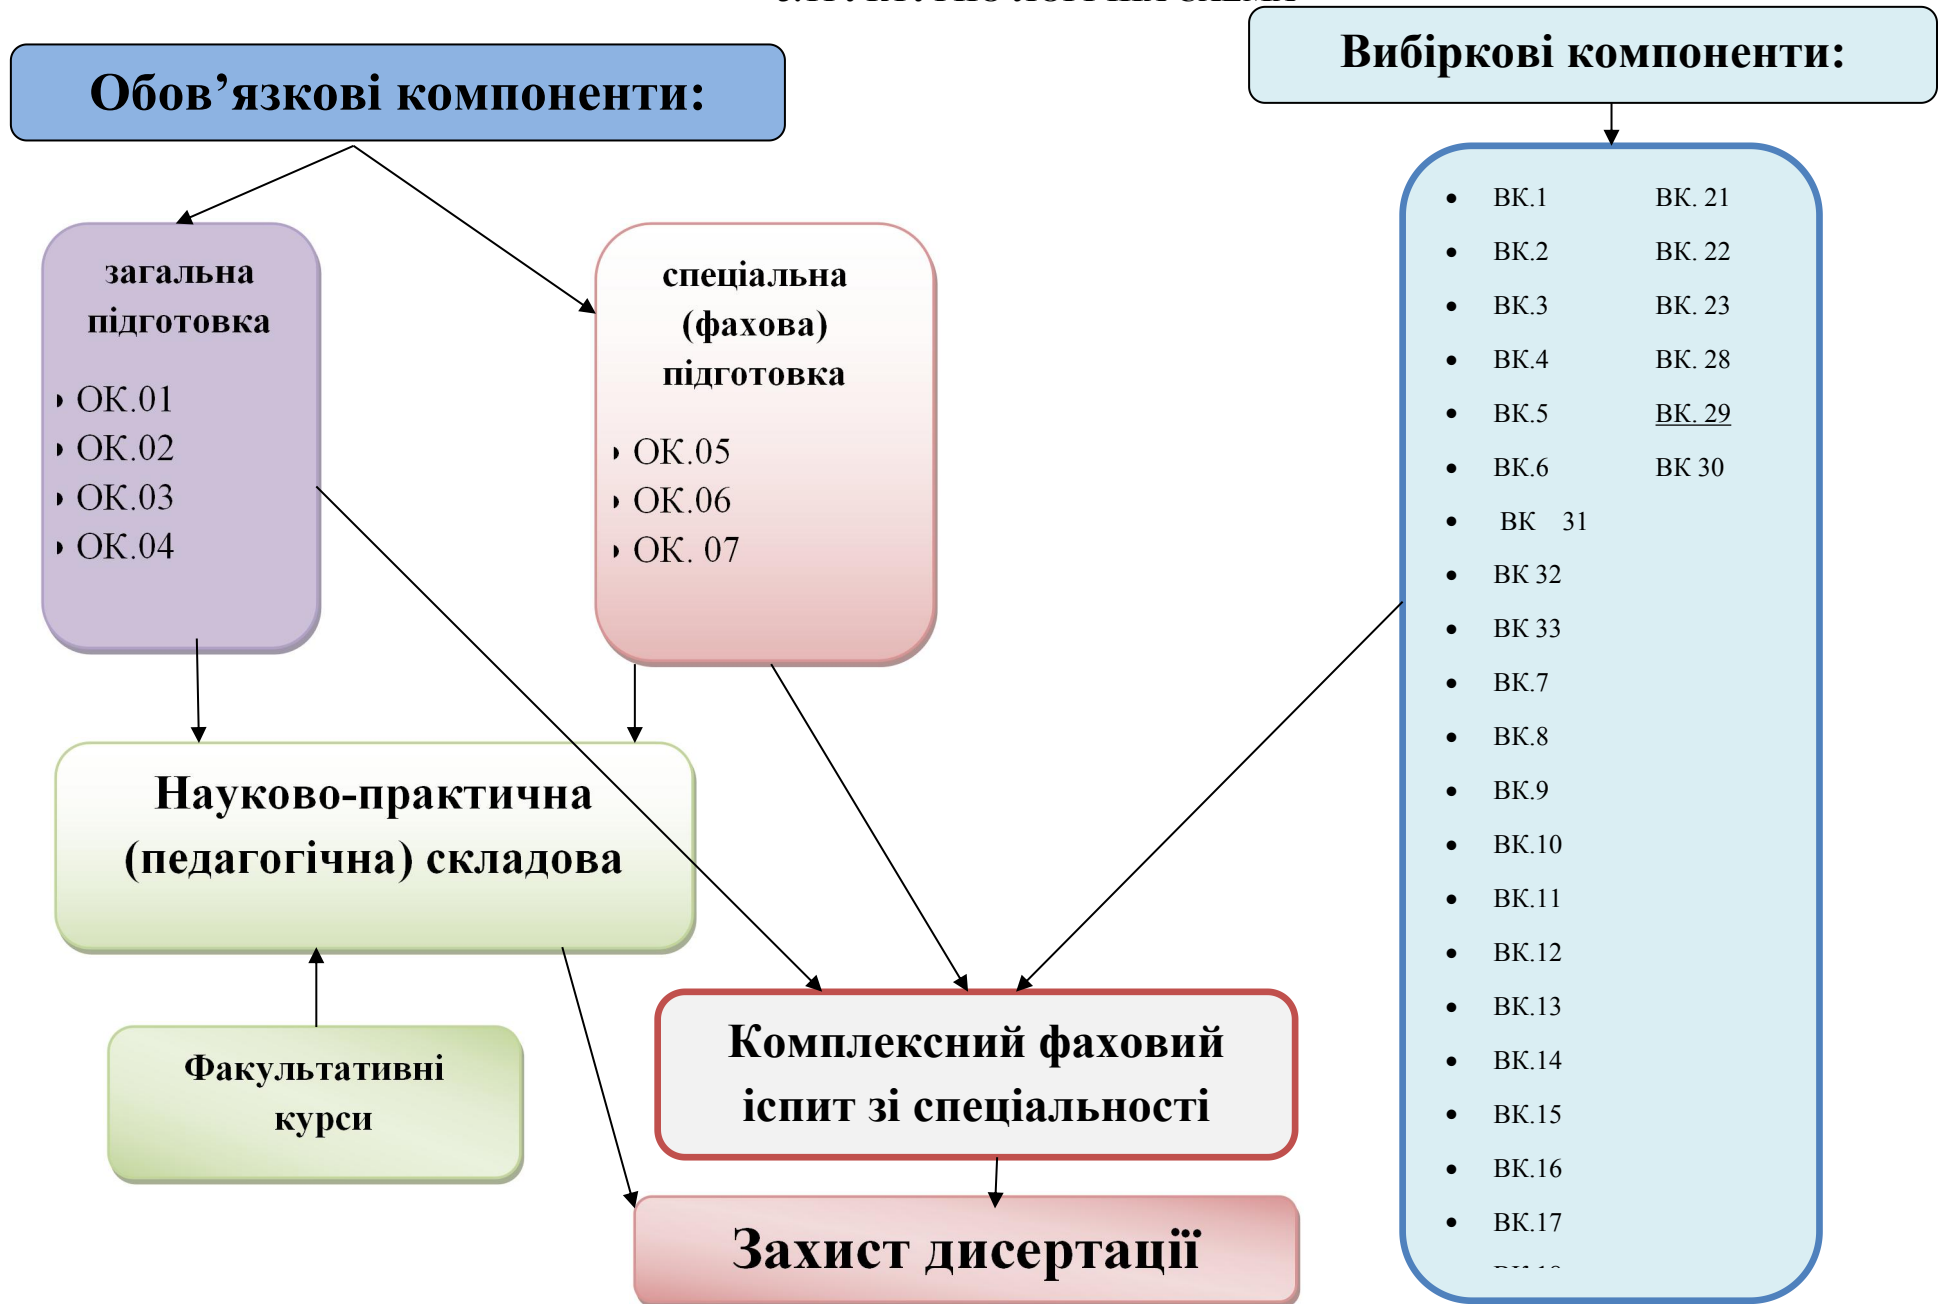 Обов’язкові компоненти:
Вибіркові компоненти:
загальна
підготовка
ОК.01
ОК.02
ОК.03
ОК.04
спеціальна
(фахова)
підготовка
ОК.05
ОК.06
ОК. 07
ВК.1 ВК. 21
ВК.2 ВК. 22
ВК.3 ВК. 23
ВК.4 ВК. 28
ВК.5 ВК. 29
ВК.6 ВК 30
ВК 31
ВК 32
ВК 33
ВК.7
ВК.8
ВК.9
ВК.10
ВК.11
ВК.12
ВК.13
ВК.14
ВК.15
ВК.16
ВК.17
Науково-практична
(педагогічна) складова
Факультативні
курси
Комплексний фаховий
іспит зі спеціальності
Захист дисертації